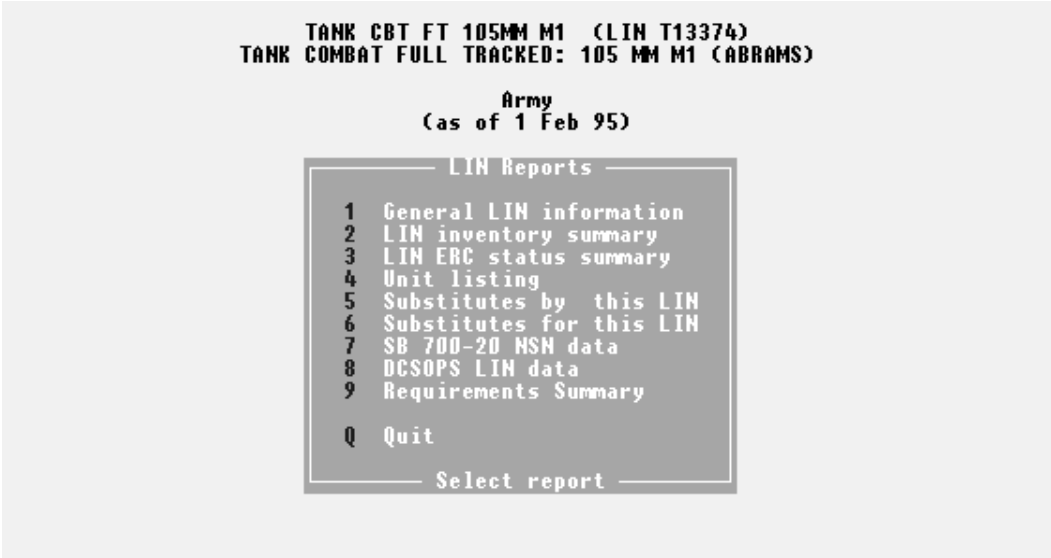 TANK CBT FT 105MM M1 (LIN T13374)
TANK COMBAT FULL TRACKED: 105 MM M1 (ABRAMS)
Army
(as of 1 Feb 95)
LIN Reports
1 General LIN information
2 LIN inventory summary
3 LIN ERC status summary
4 Unit listing
5 Substitutes by this LIN
6 Substitutes for this LIN
7 SB 700-20 NSN data
8 DCSOPS LIN data
9 Requirements Summary
Q Quit
Select report